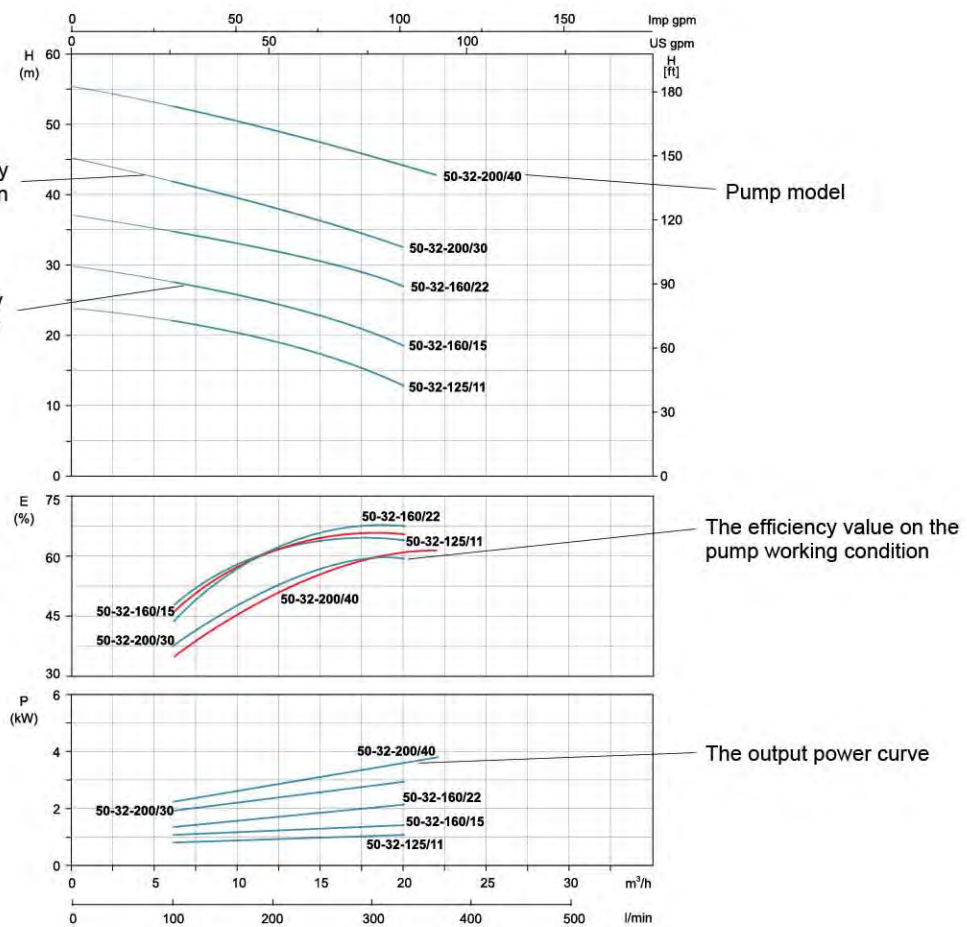 0 50 100 150 Imp gpm
0 50 100 US gpm
H
(m)
H
[ft]
60
50
40
30
20
10
0
180
150
120
90
60
30
0
50-32-200/40
Pump model
50-32-200/30
50-32-160/22
50-32-160/15
50-32-125/11
E
(%)
75
60
45
30
50-32-160/22
50-32-125/11
50-32-160/15
50-32-200/40
50-32-200/30
The efficiency value on the
pump working condition
P
(kW)
6
4
2
0
50-32-200/40
50-32-200/30
50-32-160/22
50-32-160/15
50-32-125/11
The output power curve
0 5 10 15 20 25 30 m³/h
0 100 200 300 400 500 l/min